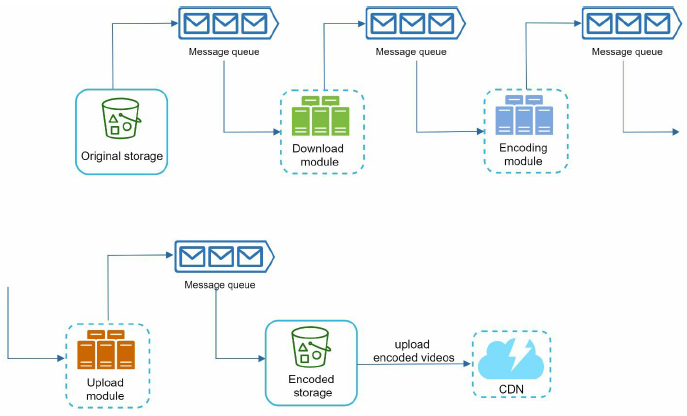 Message queue
Message queue
Message queue
Original storage
Download
module
Encoding
module
Message queue
Upload
module
Encoded
storage
upload
encoded videos
CDN